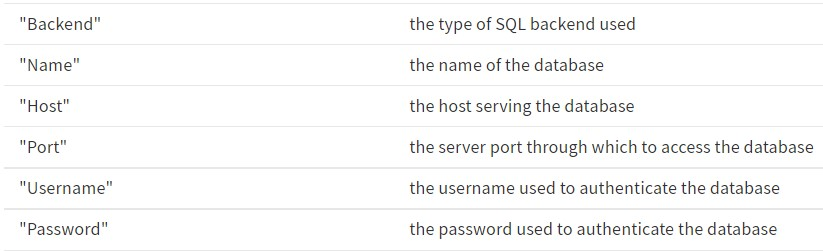 "Backend" the type of SQL backend used
"Name" the name of the database
"Host" the host serving the database
"Port" the server port through which to access the database
"Username" the username used to authenticate the database
"Password" the password used to authenticate the database